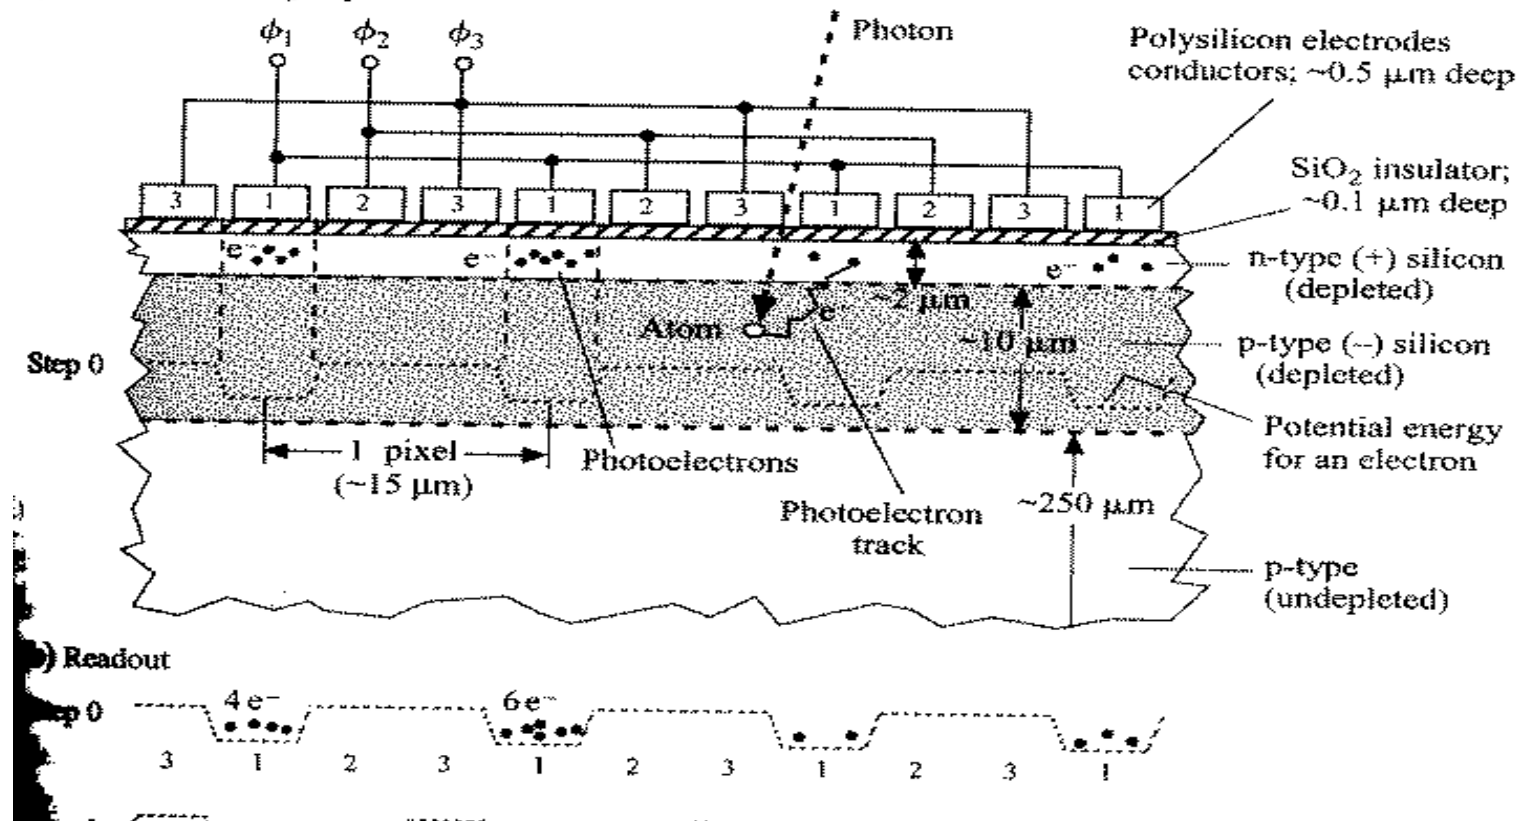 ϕ1 ϕ2 ϕ3
Photon
Polysilicon electrodes
conductors; ~0.5 μm deep
SiO2 insulator;
~0.1 μm deep
3 1 2 3 1 2 3 1 2 3 1
e− e− e−
n-type (+) silicon
(depleted)
~2 μm
e−
Atom
~10 μm
p-type (−) silicon
(depleted)
Step 0
Potential energy
for an electron
1 pixel
(~15 μm)
Photoelectrons
Photoelectron
track
~250 μm
p-type
(undepleted)
) Readout
ep 0
4 e− 6 e−
3 1 2 3 1 2 3 1 2 3 1